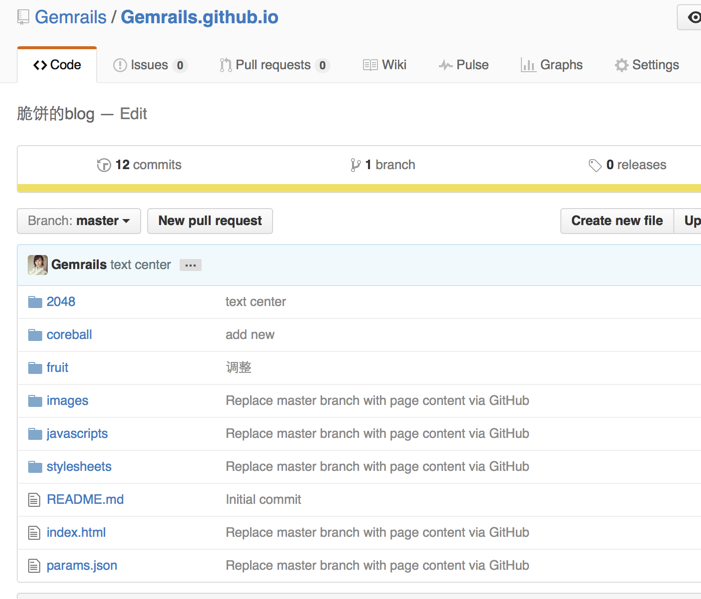 Gemrails / Gemrails.github.io
Code Issues 0 Pull requests 0 Wiki Pulse Graphs Settings
脆饼的blog — Edit
12 commits 1 branch 0 releases
Branch: master New pull request Create new file Up
Gemrails text center ...
2048 text center
coreball add new
fruit 调整
images Replace master branch with page content via GitHub
javascripts Replace master branch with page content via GitHub
stylesheets Replace master branch with page content via GitHub
README.md Initial commit
index.html Replace master branch with page content via GitHub
params.json Replace master branch with page content via GitHub